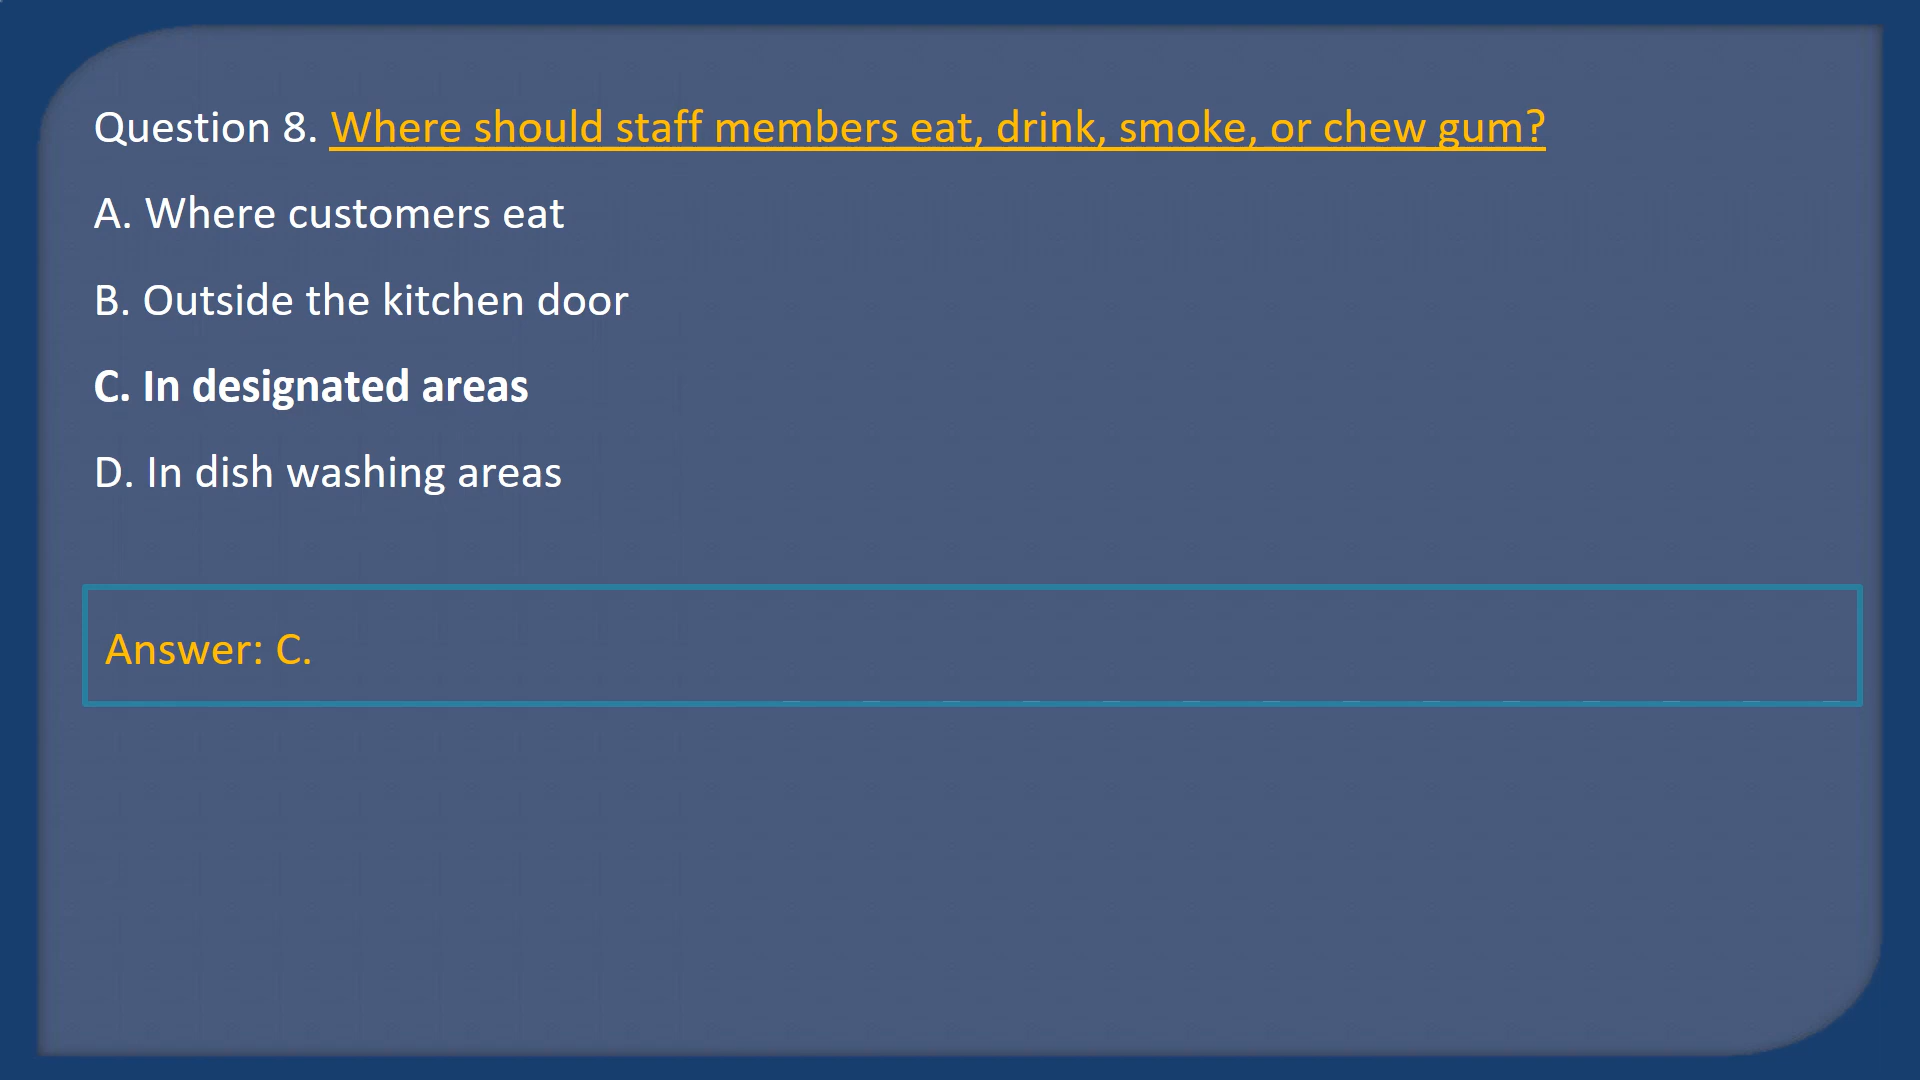 Question 8. Where should staff members eat, drink, smoke, or chew gum?
A. Where customers eat
B. Outside the kitchen door
C. In designated areas
D. In dish washing areas
Answer: C.